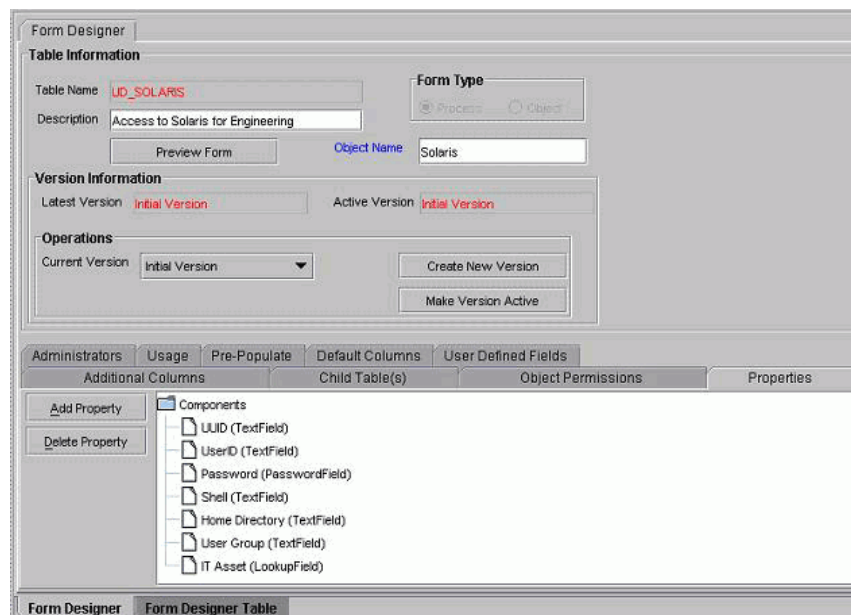 Form Designer
Table Information
Table Name UD_SOLARIS
Form Type
Process Object
Description Access to Solaris for Engineering
Preview Form
Object Name Solaris
Version Information
Latest Version Initial Version
Active Version Initial Version
Operations
Current Version Initial Version
Create New Version
Make Version Active
Administrators Usage Pre-Populate Default Columns User Defined Fields
Additional Columns Child Table(s) Object Permissions Properties
Add Property
Delete Property
Components
UUID (TextField)
UserID (TextField)
Password (PasswordField)
Shell (TextField)
Home Directory (TextField)
User Group (TextField)
IT Asset (LookupField)
Form Designer Form Designer Table